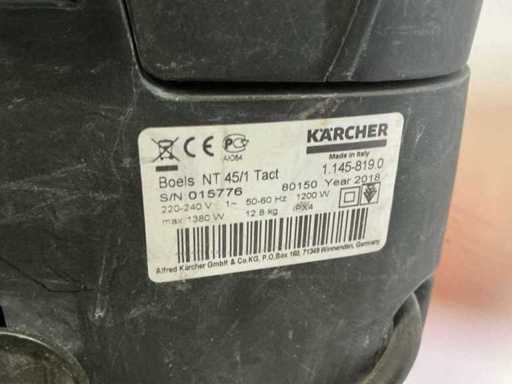 KÄRCHER
Made in Italy
AЮ64
Boels NT 45/1 Tact 1.145-819.0
S/N 015776 80150 Year 2018
220-240 V 1~ 50-60 Hz 1200 W
max 1380 W 12.8 kg IPX4
Alfred Kärcher GmbH & Co.KG, P.O.Box 160, 71349 Winnenden, Germany